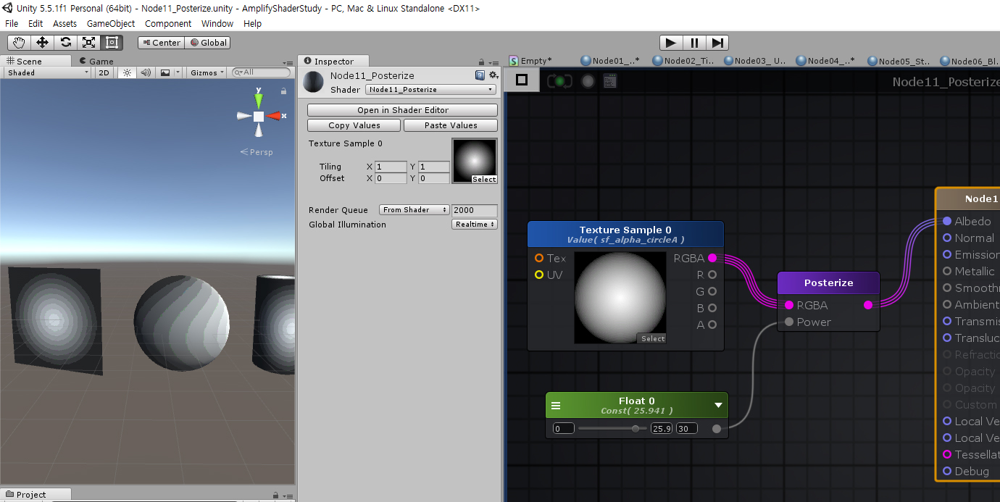 Unity 5.5.1f1 Personal (64bit) - Node11_Posterize.unity - AmplifyShaderStudy - PC, Mac & Linux Standalone <DX11>
File Edit Assets GameObject Component Window Help
Center Global
Scene Game
Shaded 2D Gizmos All
y
x
Persp
Project
Inspector
Node11_Posterize
Shader Node11_Posterize
Open in Shader Editor
Copy Values Paste Values
Texture Sample 0
Tiling X 1 Y 1
Offset X 0 Y 0
Select
Render Queue From Shader 2000
Global Illumination Realtime
Empty* Node01_..* Node02_Ti.. Node03_ U.. Node04_..* Node05_St.. Node06_Bl.
Node11_Posterize
Texture Sample 0
Value( sf_alpha_circleA )
Tex RGBA
UV R
G
B
A
Select
Posterize
RGBA
Power
Float 0
Const( 25.941 )
0 25.9 30
Node1
Albedo
Normal
Emission
Metallic
Smooth
Ambient
Transmis
Transluc
Refractio
Opacity
Opacity
Custom
Local Ve
Local Ve
Tessellat
Debug